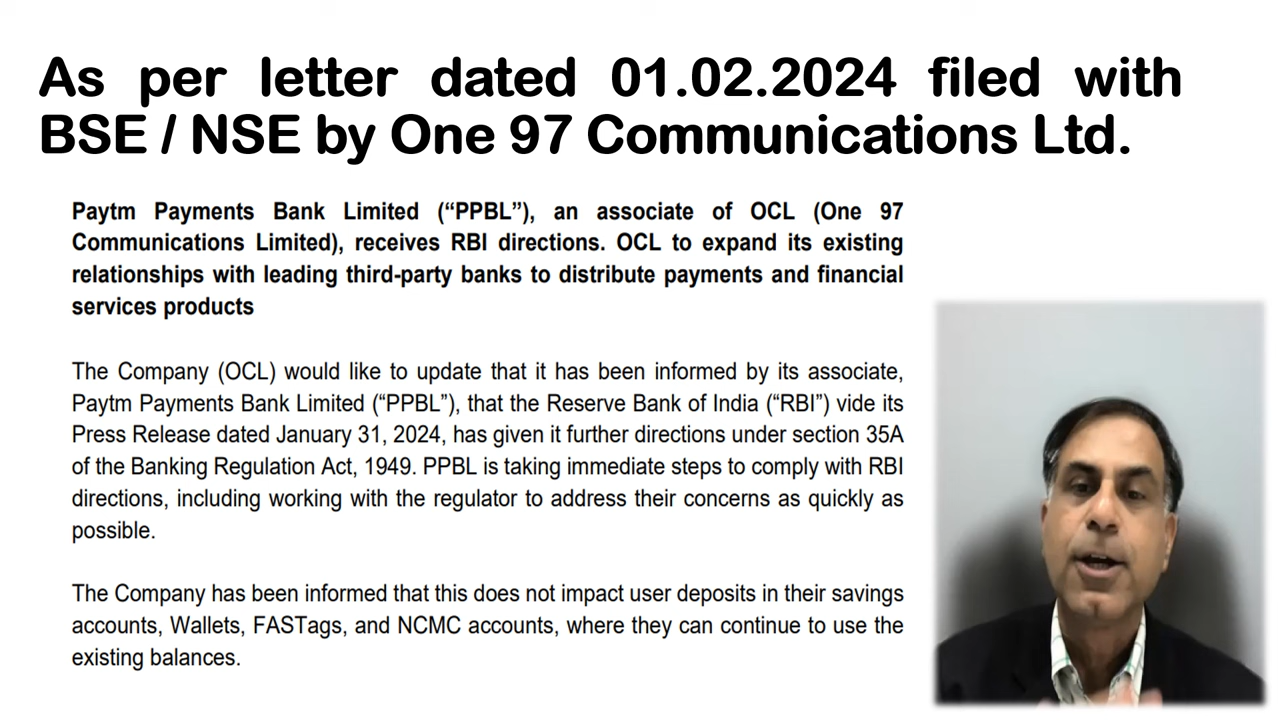 As per letter dated 01.02.2024 filed with
BSE / NSE by One 97 Communications Ltd.
Paytm Payments Bank Limited (“PPBL”), an associate of OCL (One 97
Communications Limited), receives RBI directions. OCL to expand its existing
relationships with leading third-party banks to distribute payments and financial
services products
The Company (OCL) would like to update that it has been informed by its associate,
Paytm Payments Bank Limited (“PPBL”), that the Reserve Bank of India (“RBI”) vide its
Press Release dated January 31, 2024, has given it further directions under section 35A
of the Banking Regulation Act, 1949. PPBL is taking immediate steps to comply with RBI
directions, including working with the regulator to address their concerns as quickly as
possible.
The Company has been informed that this does not impact user deposits in their savings
accounts, Wallets, FASTags, and NCMC accounts, where they can continue to use the
existing balances.